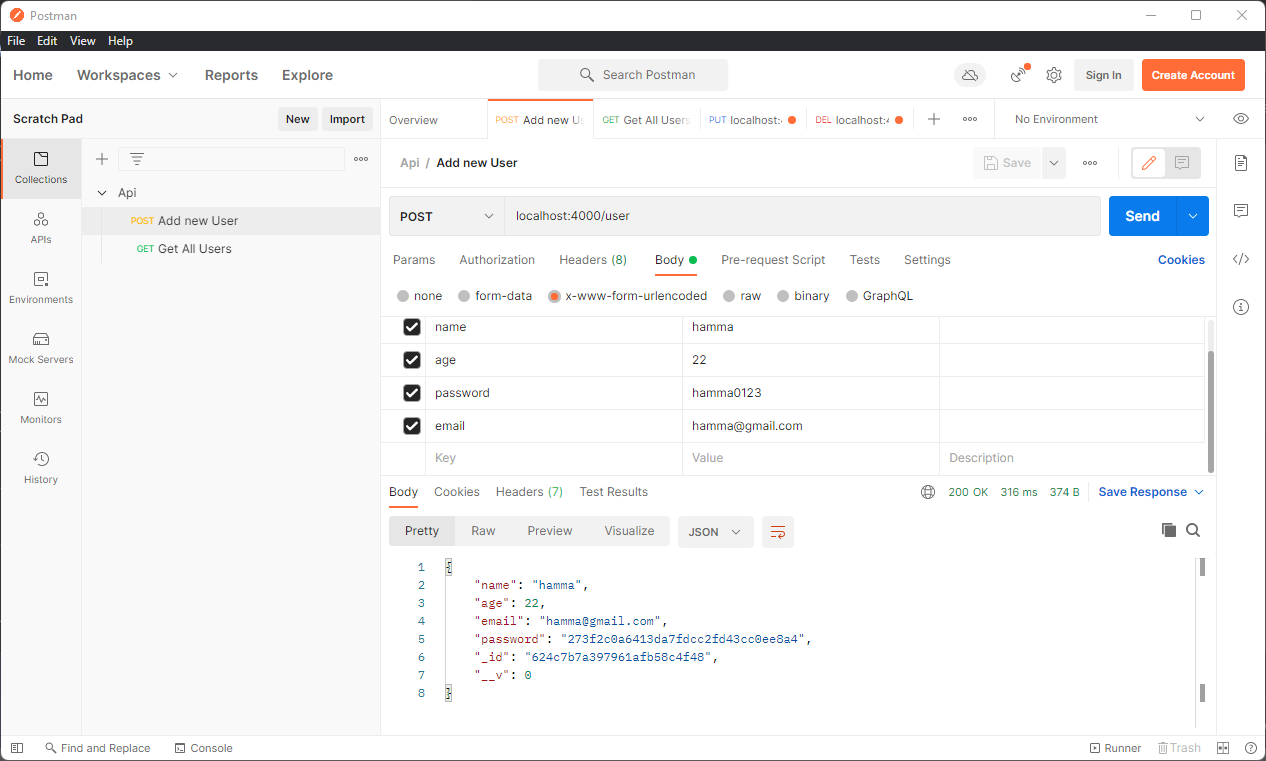 Postman
File Edit View Help
Home Workspaces Reports Explore Search Postman Sign In Create Account
Scratch Pad New Import
Overview POST Add new Us GET Get All Users PUT localhost: DEL localhost:4 No Environment
Collections
APIs
Environments
Mock Servers
Monitors
History
Api
POST Add new User
GET Get All Users
Api / Add new User Save
POST localhost:4000/user Send
Params Authorization Headers (8) Body Pre-request Script Tests Settings Cookies
none form-data x-www-form-urlencoded raw binary GraphQL
name hamma
age 22
password hamma0123
email hamma@gmail.com
Key Value Description
Body Cookies Headers (7) Test Results 200 OK 316 ms 374 B Save Response
Pretty Raw Preview Visualize JSON
1 {
2 "name": "hamma",
3 "age": 22,
4 "email": "hamma@gmail.com",
5 "password": "273f2c0a6413da7fdcc2fd43cc0ee8a4",
6 "_id": "624c7b7a397961afb58c4f48",
7 "__v": 0
8 }
Find and Replace Console Runner Trash